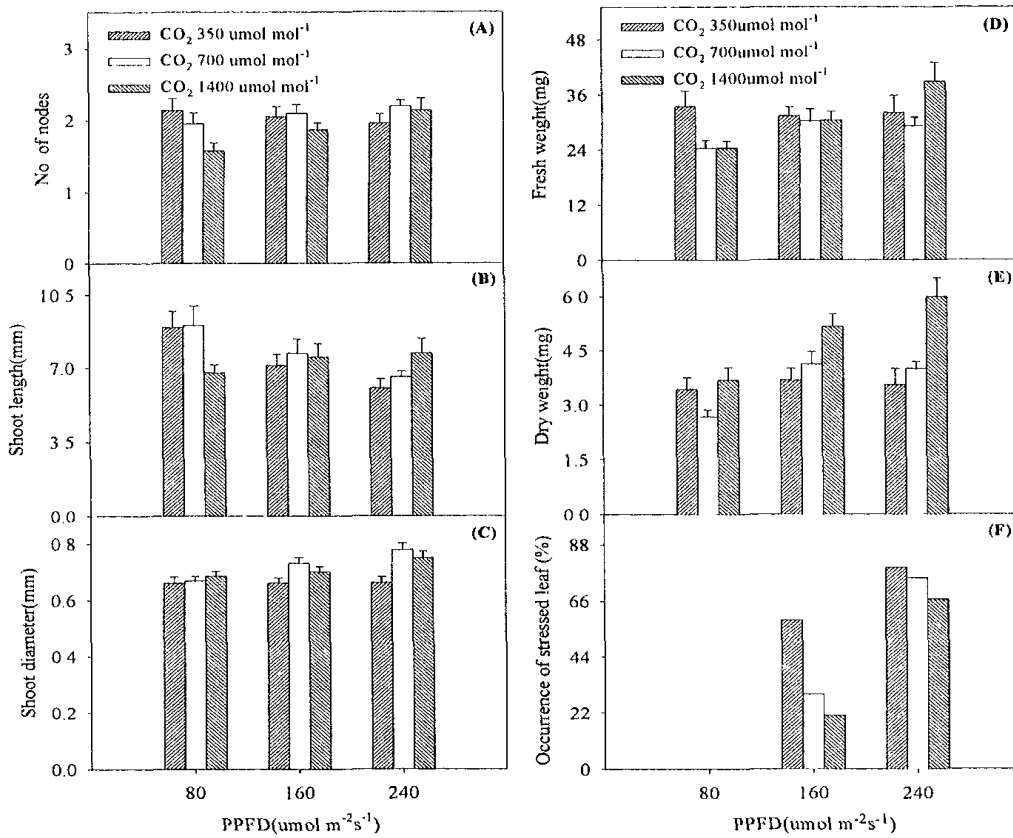 (A)
CO₂ 350 umol mol⁻¹
CO₂ 700 umol mol⁻¹
CO₂ 1400 umol mol⁻¹
No of nodes
3
2
1
0
(B)
Shoot length(mm)
10 5
7.0
3.5
0.0
(C)
Shoot diameter(mm)
0 8
0.6
0 4
0.2
0.0
80
160
240
PPFD(umol m⁻²s⁻¹)
(D)
CO₂ 350umol mol⁻¹
CO₂ 700umol mol⁻¹
CO₂ 1400umol mol⁻¹
Fresh weight(mg)
48
36
24
12
0
(E)
Dry weight(mg)
6.0
4.5
3.0
1.5
0 0
(F)
Occurrence of stressed leaf (%)
88
66
44
22
0
80
160
240
PPFD(umol m⁻²s⁻¹)